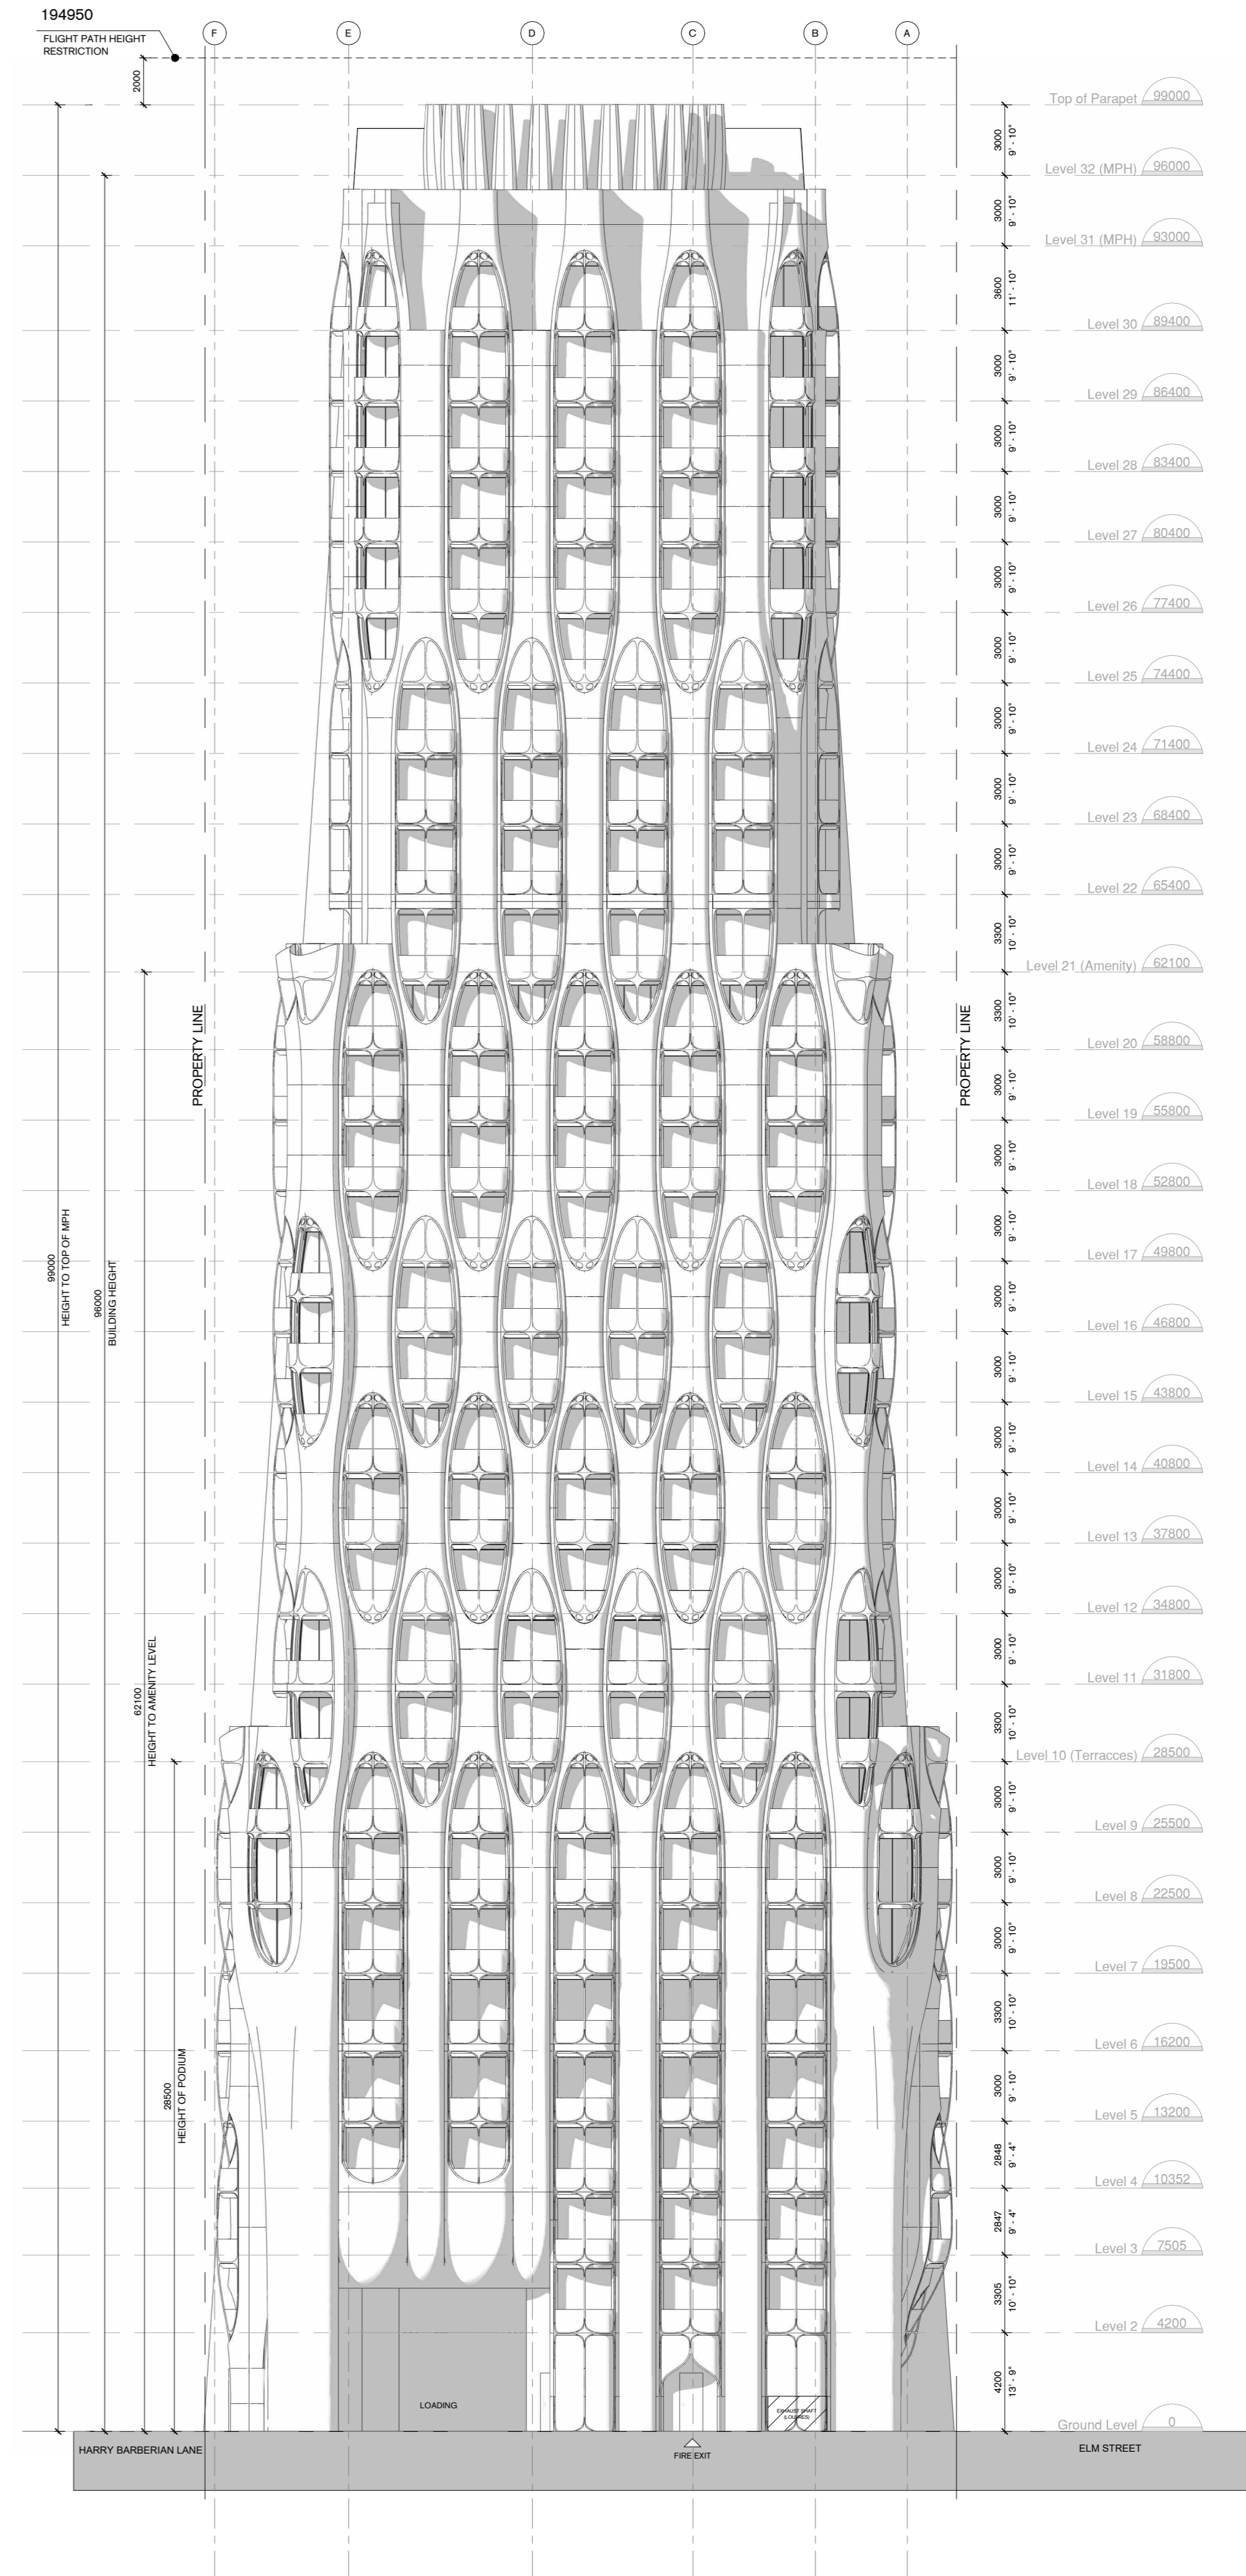 194950
FLIGHT PATH HEIGHT
RESTRICTION
F
E
D
C
B
A
2000
Top of Parapet 99000
3000
9' - 10"
Level 32 (MPH) 96000
3000
9' - 10"
Level 31 (MPH) 93000
3600
11' - 10"
Level 30 89400
3000
9' - 10"
Level 29 86400
3000
9' - 10"
Level 28 83400
3000
9' - 10"
Level 27 80400
3000
9' - 10"
Level 26 77400
3000
9' - 10"
Level 25 74400
3000
9' - 10"
Level 24 71400
3000
9' - 10"
Level 23 68400
3000
9' - 10"
Level 22 65400
3300
10' - 10"
Level 21 (Amenity) 62100
3300
10' - 10"
PROPERTY LINE
PROPERTY LINE
Level 20 58800
3000
9' - 10"
Level 19 55800
3000
9' - 10"
Level 18 52800
3000
9' - 10"
Level 17 49800
99000
HEIGHT TO TOP OF MPH
96000
BUILDING HEIGHT
3000
9' - 10"
Level 16 46800
3000
9' - 10"
Level 15 43800
3000
9' - 10"
Level 14 40800
3000
9' - 10"
Level 13 37800
3000
9' - 10"
Level 12 34800
3000
9' - 10"
Level 11 31800
62100
HEIGHT TO AMENITY LEVEL
3300
10' - 10"
Level 10 (Terracces) 28500
3000
9' - 10"
Level 9 25500
3000
9' - 10"
Level 8 22500
3000
9' - 10"
Level 7 19500
3300
10' - 10"
Level 6 16200
28500
HEIGHT OF PODIUM
3000
9' - 10"
Level 5 13200
2848
9' - 4"
Level 4 10352
2847
9' - 4"
Level 3 7505
3305
10' - 10"
Level 2 4200
4200
13' - 9"
LOADING
EXHAUST SHAFT
(LOUVRES)
Ground Level 0
HARRY BARBERIAN LANE
FIRE EXIT
ELM STREET